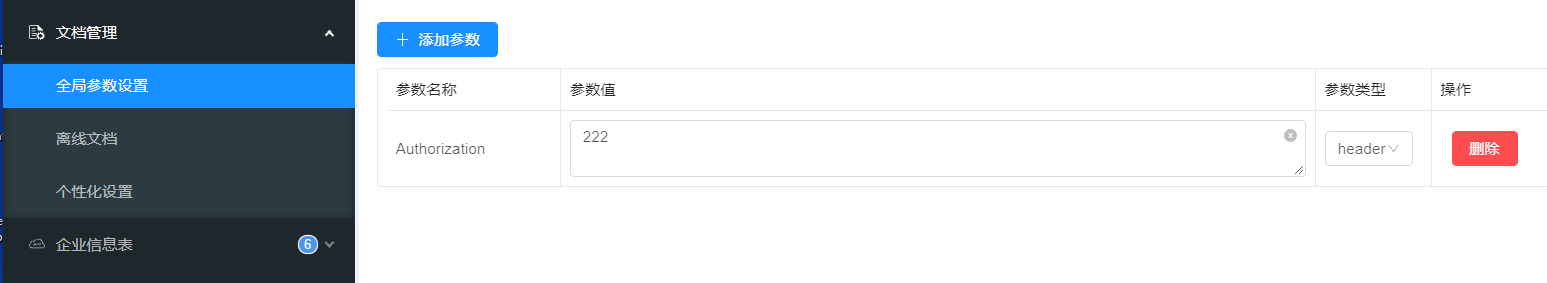 文档管理
全局参数设置
离线文档
个性化设置
企业信息表 6
添加参数
参数名称 参数值 参数类型 操作
Authorization 222 header 删除